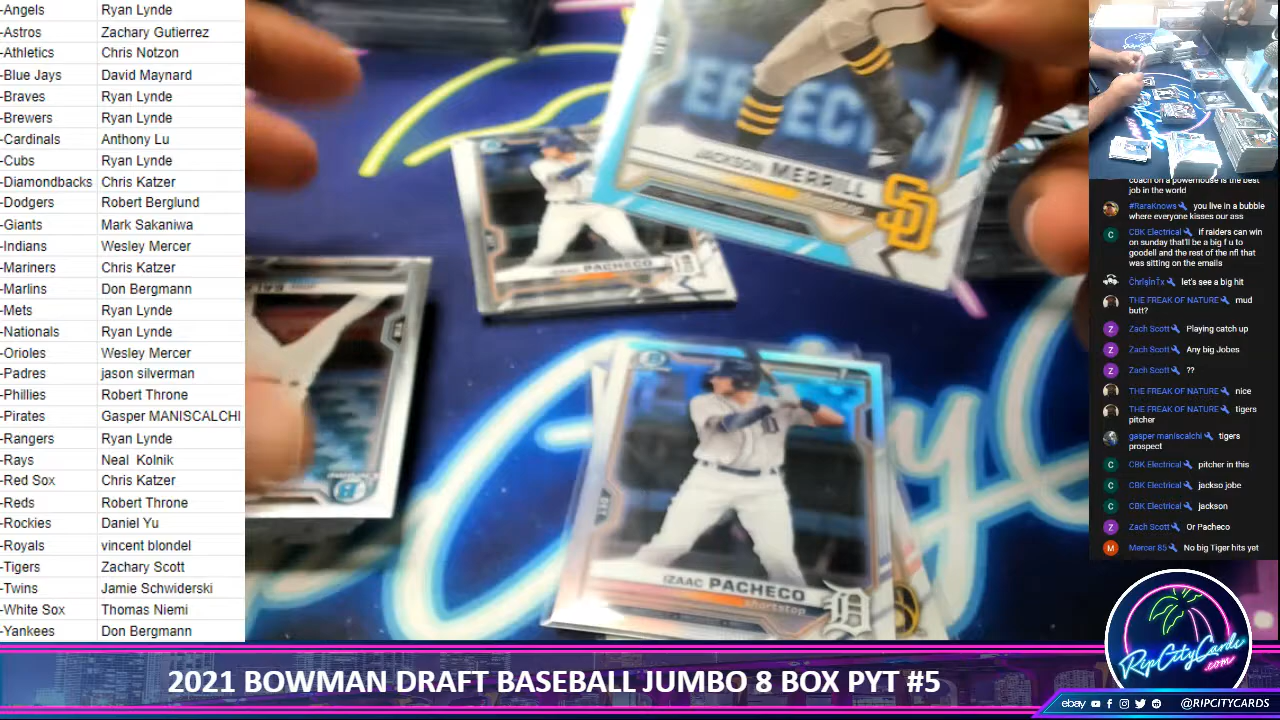 -Angels Ryan Lynde
-Astros Zachary Gutierrez
-Athletics Chris Notzon
-Blue Jays David Maynard
-Braves Ryan Lynde
-Brewers Ryan Lynde
-Cardinals Anthony Lu
-Cubs Ryan Lynde
-Diamondbacks Chris Katzer
-Dodgers Robert Berglund
-Giants Mark Sakaniwa
-Indians Wesley Mercer
-Mariners Chris Katzer
-Marlins Don Bergmann
-Mets Ryan Lynde
-Nationals Ryan Lynde
-Orioles Wesley Mercer
-Padres jason silverman
-Phillies Robert Throne
-Pirates Gasper MANISCALCHI
-Rangers Ryan Lynde
-Rays Neal Kolnik
-Red Sox Chris Katzer
-Reds Robert Throne
-Rockies Daniel Yu
-Royals vincent blondel
-Tigers Zachary Scott
-Twins Jamie Schwiderski
-White Sox Thomas Niemi
-Yankees Don Bergmann
JACKSON MERRILL
SD
PACHECO
IZAAC PACHECO
Shortstop
coach on a powerhouse is the best
job in the world
#RaraKnows you live in a bubble
where everyone kisses our ass
CBK Electrical if raiders can win
on sunday that'll be a big f u to
goodell and the rest of the nfl that
was sitting on the emails
let's see a big hit
THE FREAK OF NATURE mud
butt?
Zach Scott Playing catch up
Zach Scott Any big Jobes
Zach Scott ??
THE FREAK OF NATURE nice
THE FREAK OF NATURE tigers
pitcher
gasper maniscalchi tigers
prospect
CBK Electrical pitcher in this
CBK Electrical jackso jobe
CBK Electrical jackson
Zach Scott Or Pacheco
Mercer 85 No big Tiger hits yet
RipCityCards
.com
2021 BOWMAN DRAFT BASEBALL JUMBO 8 BOX PYT #5
ebay @RIPCITYCARDS